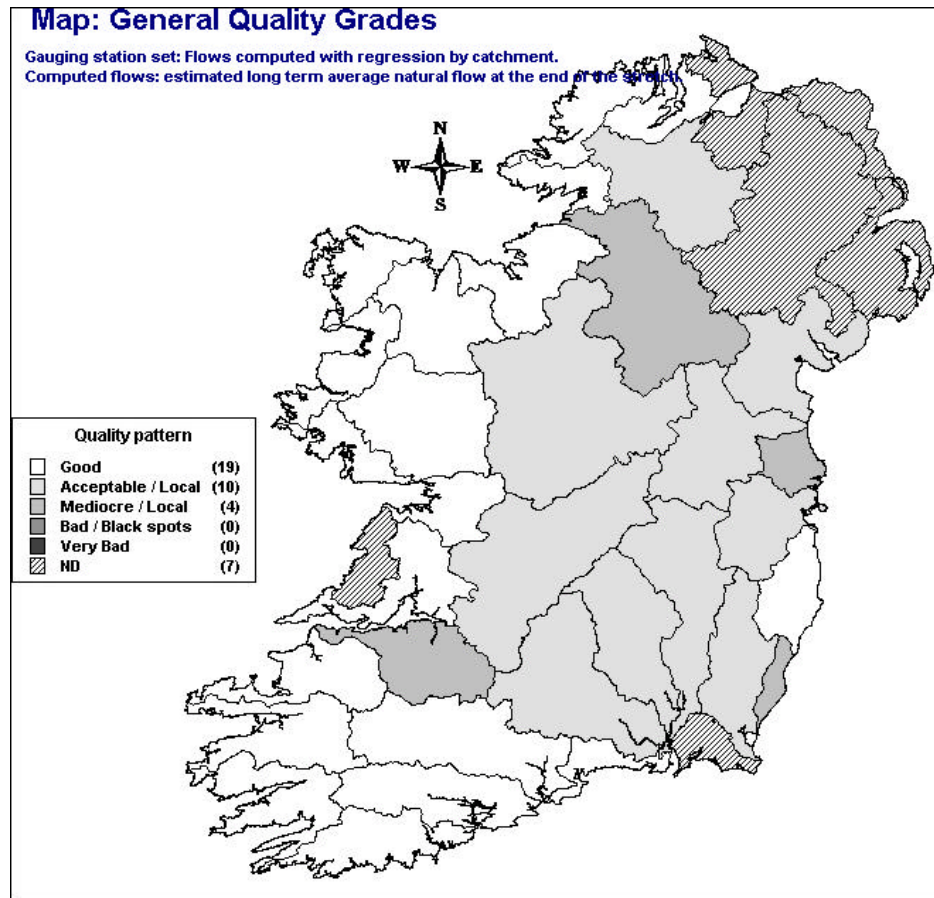 Map: General Quality Grades
Gauging station set: Flows computed with regression by catchment.
Computed flows: estimated long term average natural flow at the end of the stretch.
N
W E
S
Quality pattern
Good (19)
Acceptable / Local (10)
Mediocre / Local (4)
Bad / Black spots (0)
Very Bad (0)
ND (7)